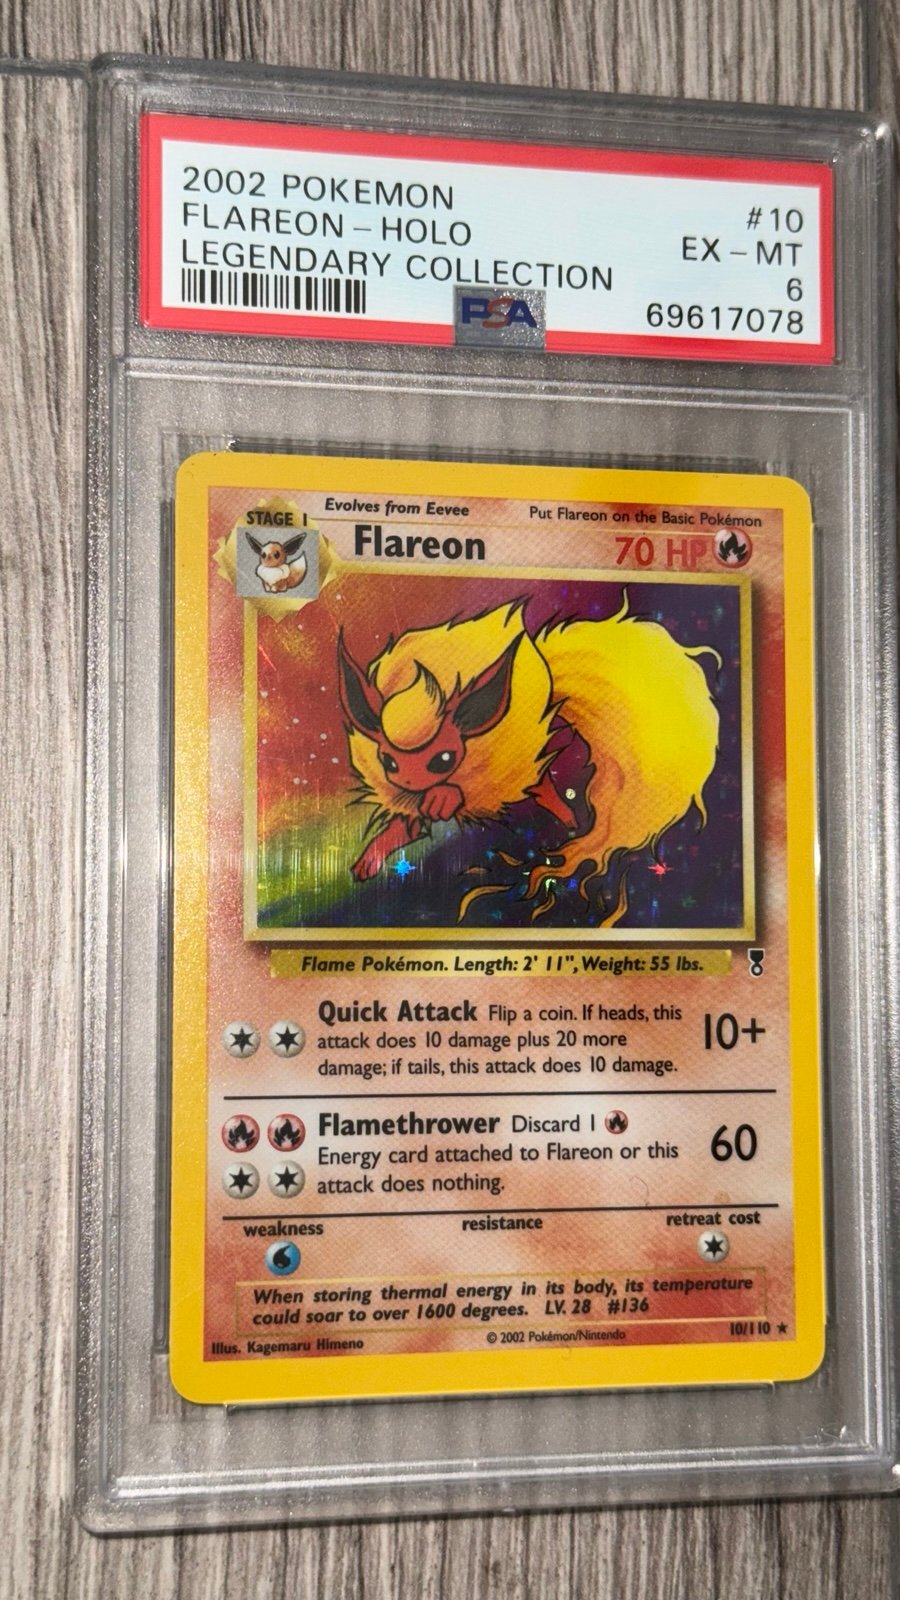 2002 POKEMON
FLAREON - HOLO
LEGENDARY COLLECTION
#10
EX - MT
6
69617078
PSA
STAGE 1
Evolves from Eevee
Put Flareon on the Basic Pokémon
Flareon
70 HP
Flame Pokémon. Length: 2' 11", Weight: 55 lbs.
Quick Attack Flip a coin. If heads, this
attack does 10 damage plus 20 more
damage; if tails, this attack does 10 damage.
10+
Flamethrower Discard 1
Energy card attached to Flareon or this
attack does nothing.
60
weakness
resistance
retreat cost
When storing thermal energy in its body, its temperature
could soar to over 1600 degrees. LV. 28 #136
Illus. Kagemaru Himeno
© 2002 Pokémon/Nintendo
10/110 ★